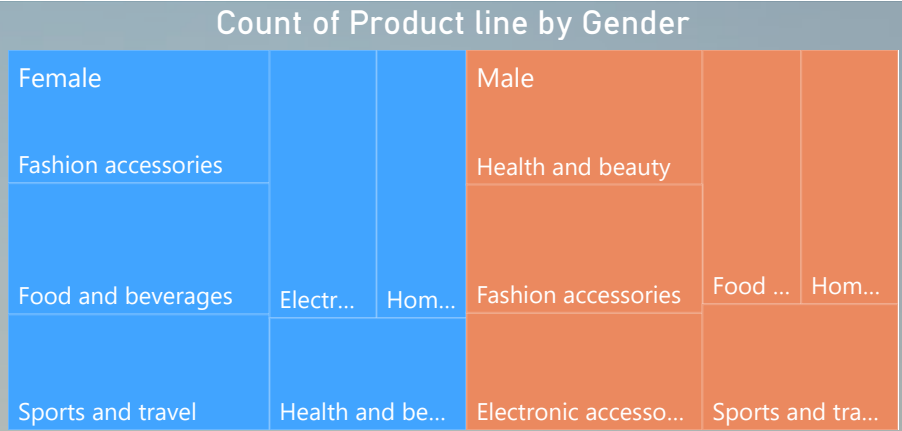 Count of Product line by Gender
Female
Fashion accessories
Food and beverages
Sports and travel
Electr...
Hom...
Health and be...
Male
Health and beauty
Fashion accessories
Electronic accesso...
Food ...
Hom...
Sports and tra...